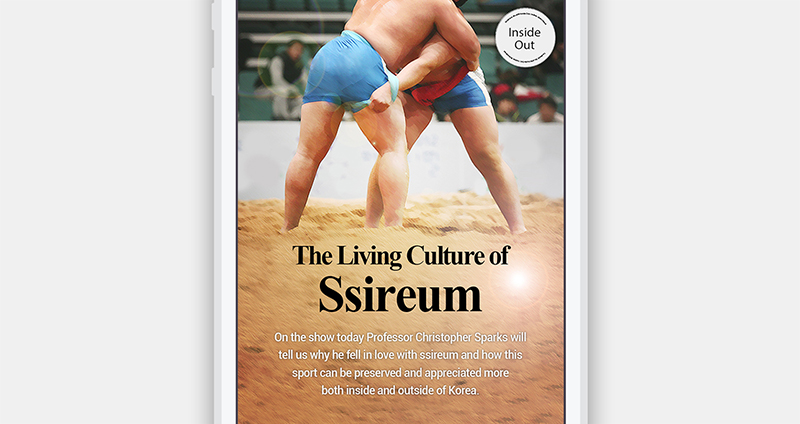 Inside
Out
The Living Culture of
Ssireum
On the show today Professor Christopher Sparks will
tell us why he fell in love with ssireum and how this
sport can be preserved and appreciated more
both inside and outside of Korea.